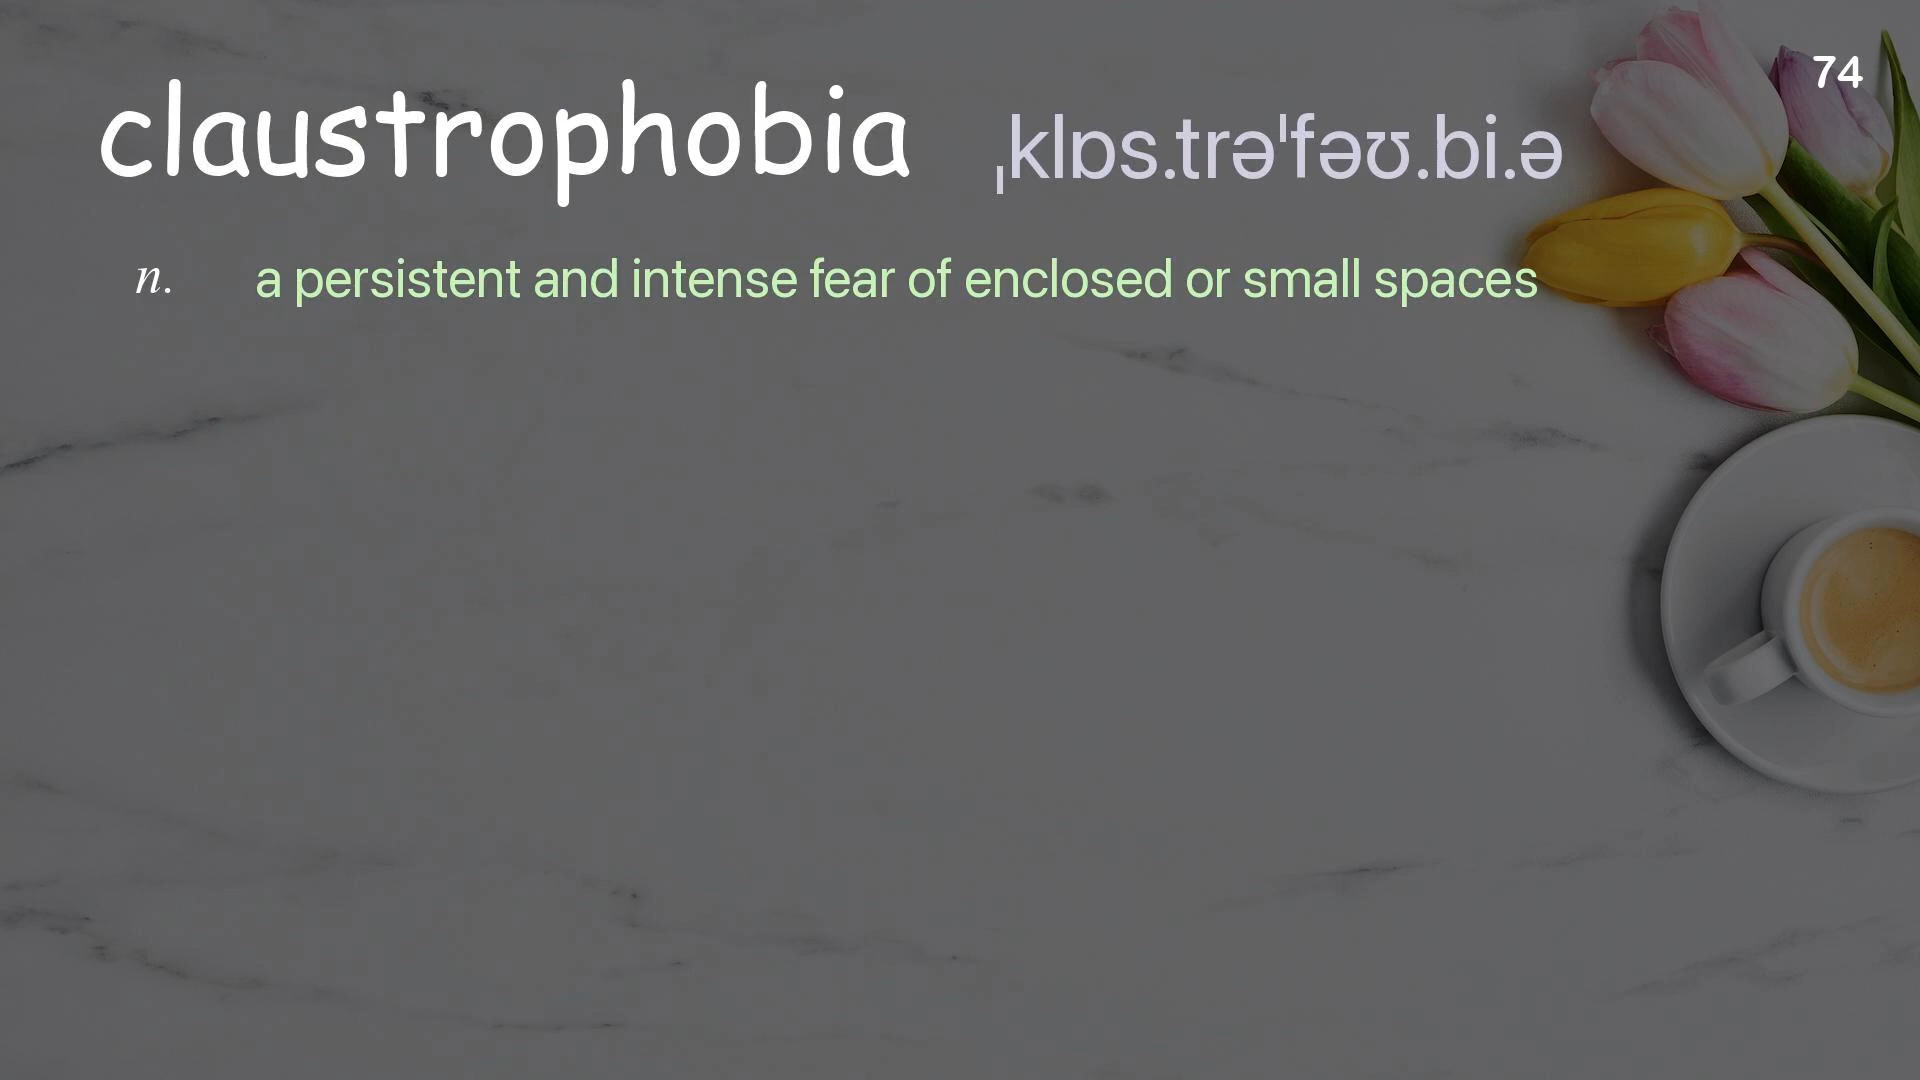 74
claustrophobia ˌklɒs.trəˈfəʊ.bi.ə
n. a persistent and intense fear of enclosed or small spaces